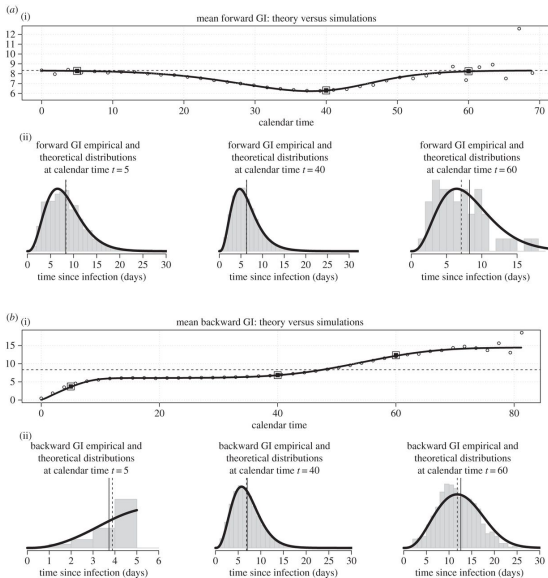 (a) (i) mean forward GI: theory versus simulations
12
11
10
9
8
7
6
0 10 20 30 40 50 60 70
calendar time
(ii)
forward GI empirical and
theoretical distributions
at calendar time t = 5
forward GI empirical and
theoretical distributions
at calendar time t = 40
forward GI empirical and
theoretical distributions
at calendar time t = 60
0 5 10 15 20 25 30
0 5 10 15 20 25 30
0 5 10 15
time since infection (days)
time since infection (days)
time since infection (days)
(b) (i) mean backward GI: theory versus simulations
15
10
5
0
0 20 40 60 80
calendar time
(ii)
backward GI empirical and
theoretical distributions
at calendar time t = 5
backward GI empirical and
theoretical distributions
at calendar time t = 40
backward GI empirical and
theoretical distributions
at calendar time t = 60
0 1 2 3 4 5 6
0 5 10 15 20 25 30
0 5 10 15 20 25 30
time since infection (days)
time since infection (days)
time since infection (days)